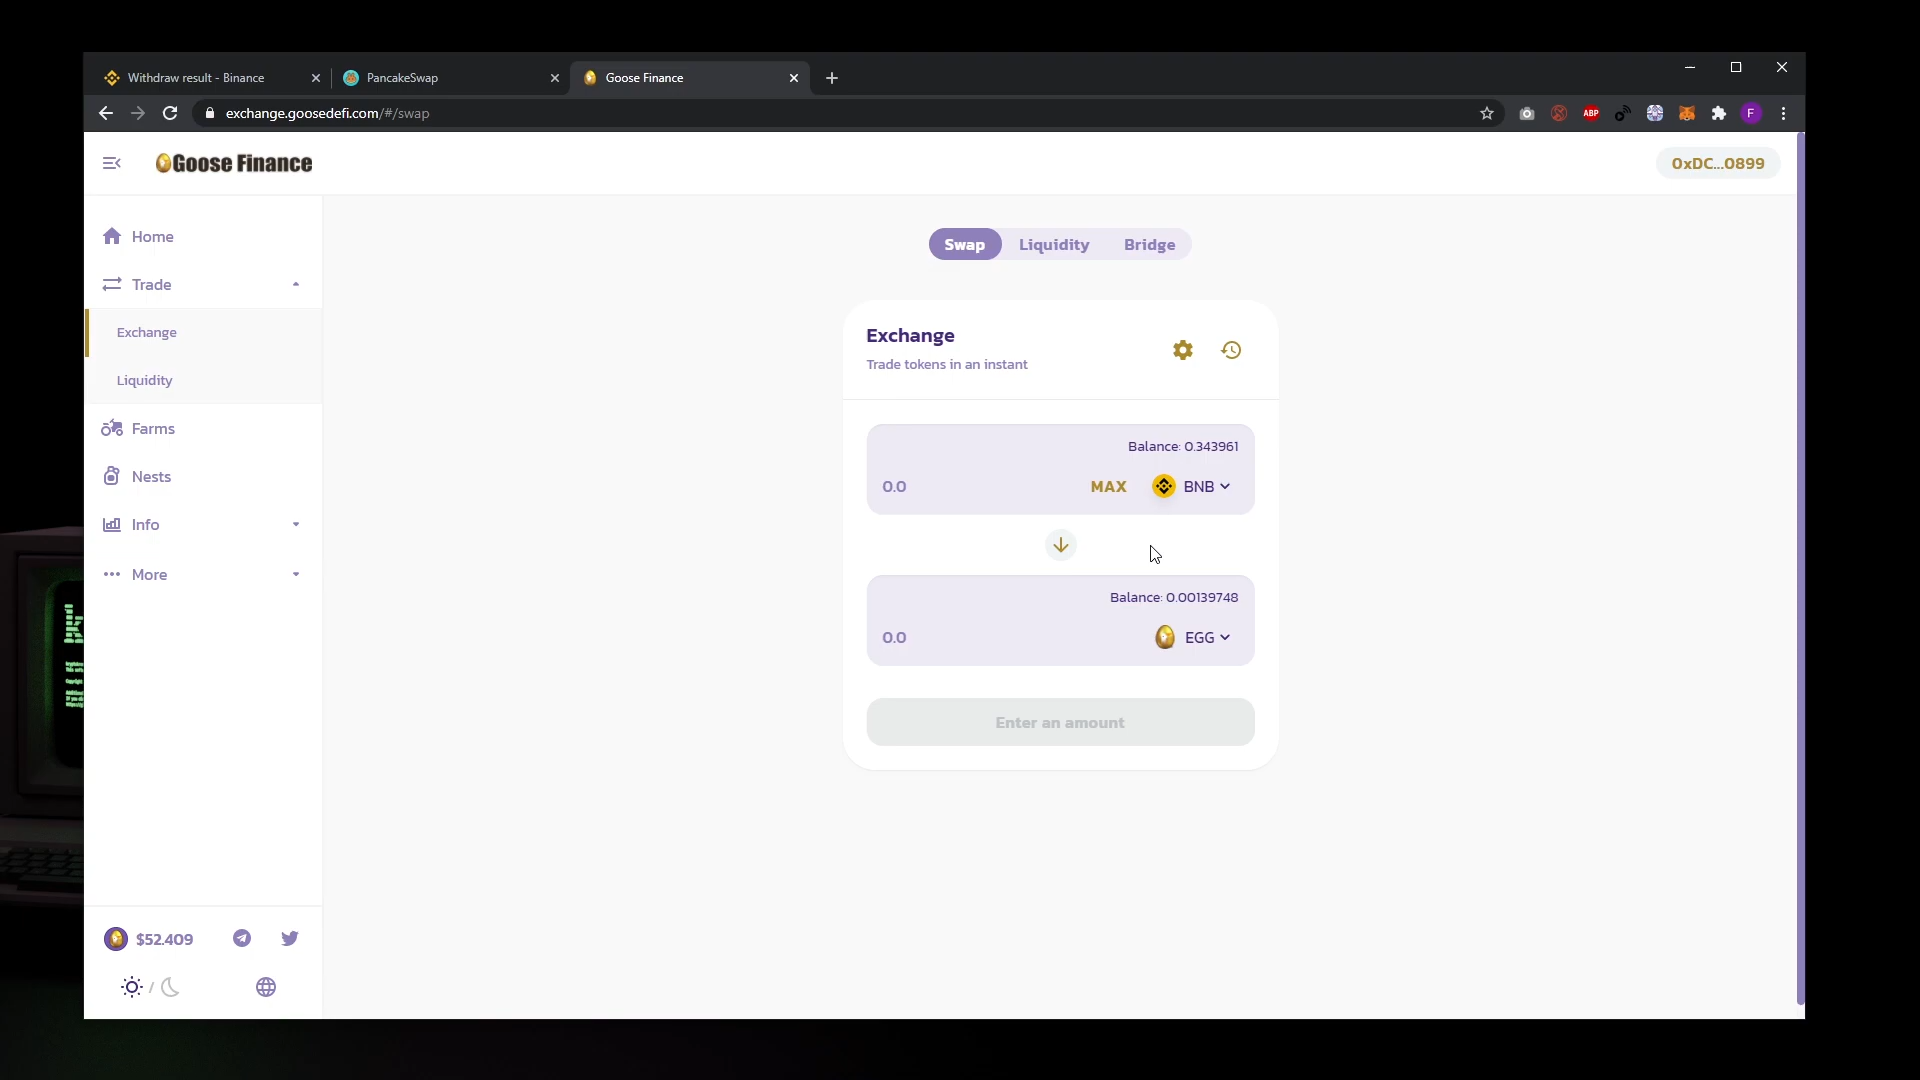 Withdraw result - Binance
PancakeSwap
Goose Finance
exchange.goosedefi.com/#/swap
ABP
F
Goose Finance
0xDC...0899
Home
Trade
Exchange
Liquidity
Farms
Nests
Info
More
$52.409
/
Swap
Liquidity
Bridge
Exchange
Trade tokens in an instant
Balance: 0.343961
0.0
MAX
BNB
Balance: 0.00139748
0.0
EGG
Enter an amount